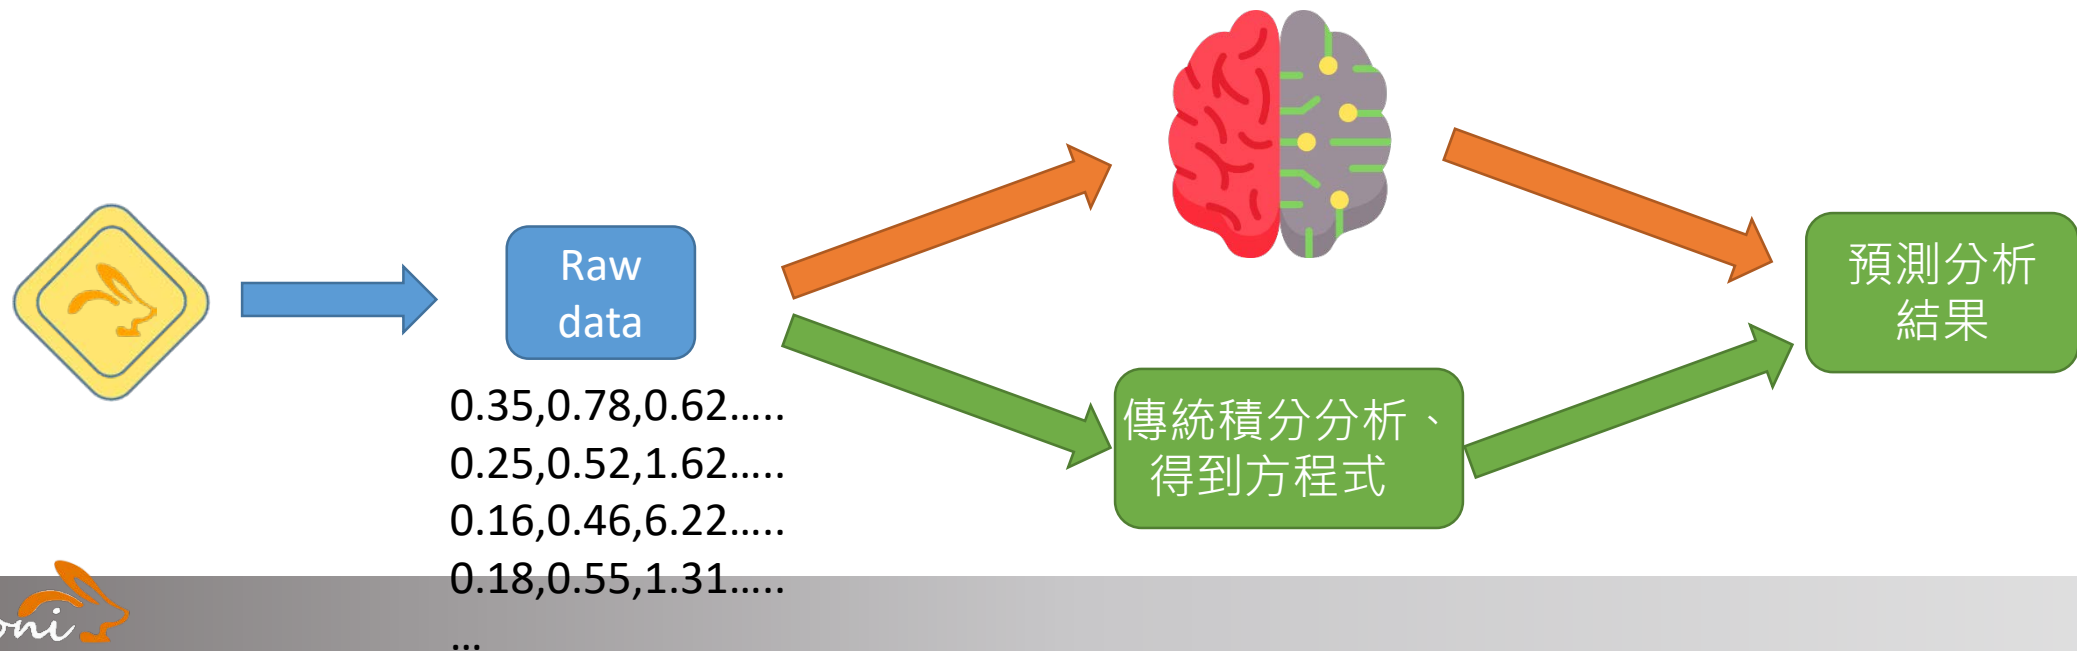 Raw
data
0.35,0.78,0.62…..
0.25,0.52,1.62…..
0.16,0.46,6.22…..
0.18,0.55,1.31…..
…
傳統積分分析、
得到方程式
預測分析
結果
oni